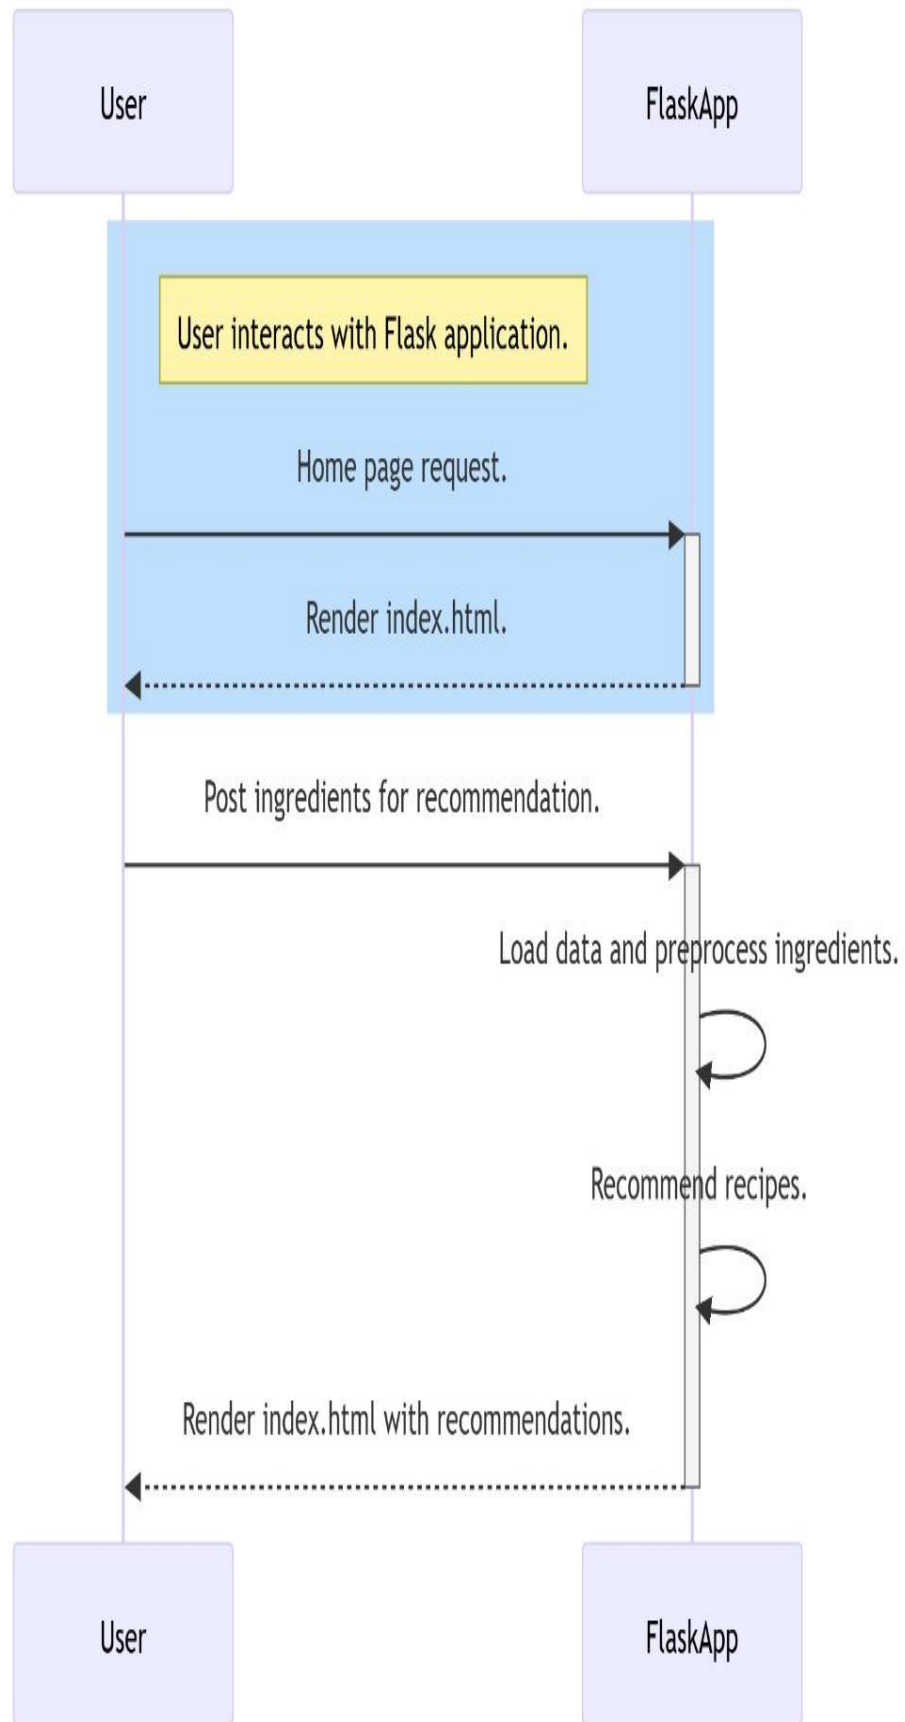 User
FlaskApp
User interacts with Flask application.
Home page request.
Render index.html.
Post ingredients for recommendation.
Load data and preprocess ingredients.
Recommend recipes.
Render index.html with recommendations.
User
FlaskApp